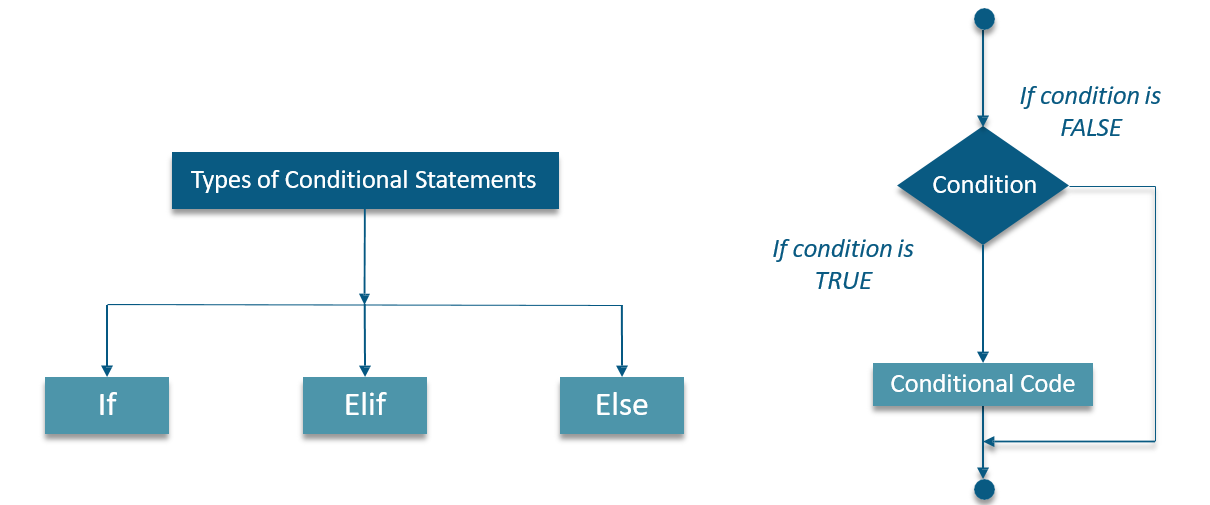 Types of Conditional Statements
If
Elif
Else
If condition is
FALSE
Condition
If condition is
TRUE
Conditional Code